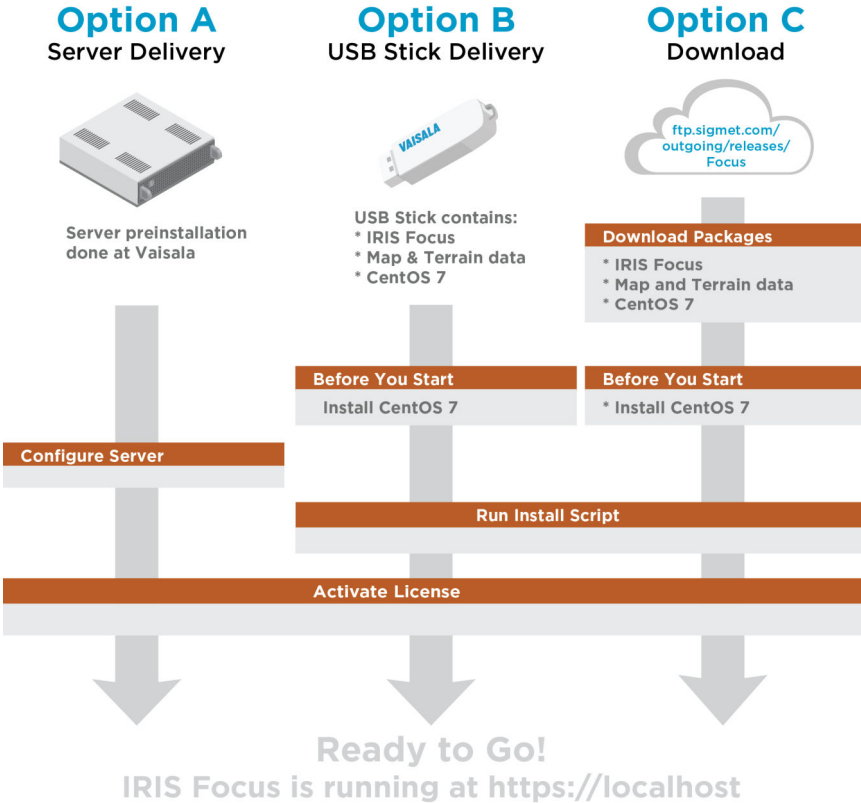 Option A
Server Delivery
Server preinstallation
done at Vaisala
Option B
USB Stick Delivery
VAISALA
USB Stick contains:
* IRIS Focus
* Map & Terrain data
* CentOS 7
Option C
Download
ftp.sigmet.com/
outgoing/releases/
Focus
Download Packages
* IRIS Focus
* Map and Terrain data
* CentOS 7
Before You Start
Install CentOS 7
Before You Start
* Install CentOS 7
Configure Server
Run Install Script
Activate License
Ready to Go!
IRIS Focus is running at https://localhost